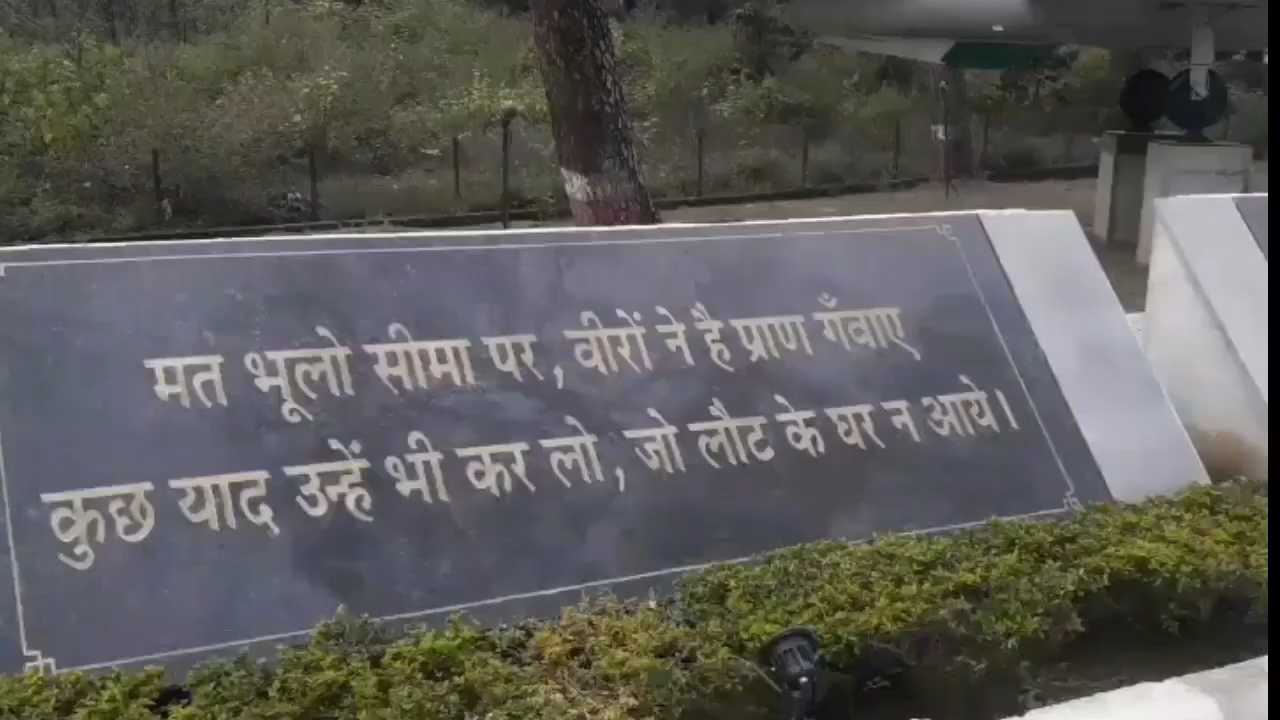 मत भूलो सीमा पर, वीरों ने है प्राण गँवाए
कुछ याद उन्हें भी कर लो, जो लौट के घर न आये।